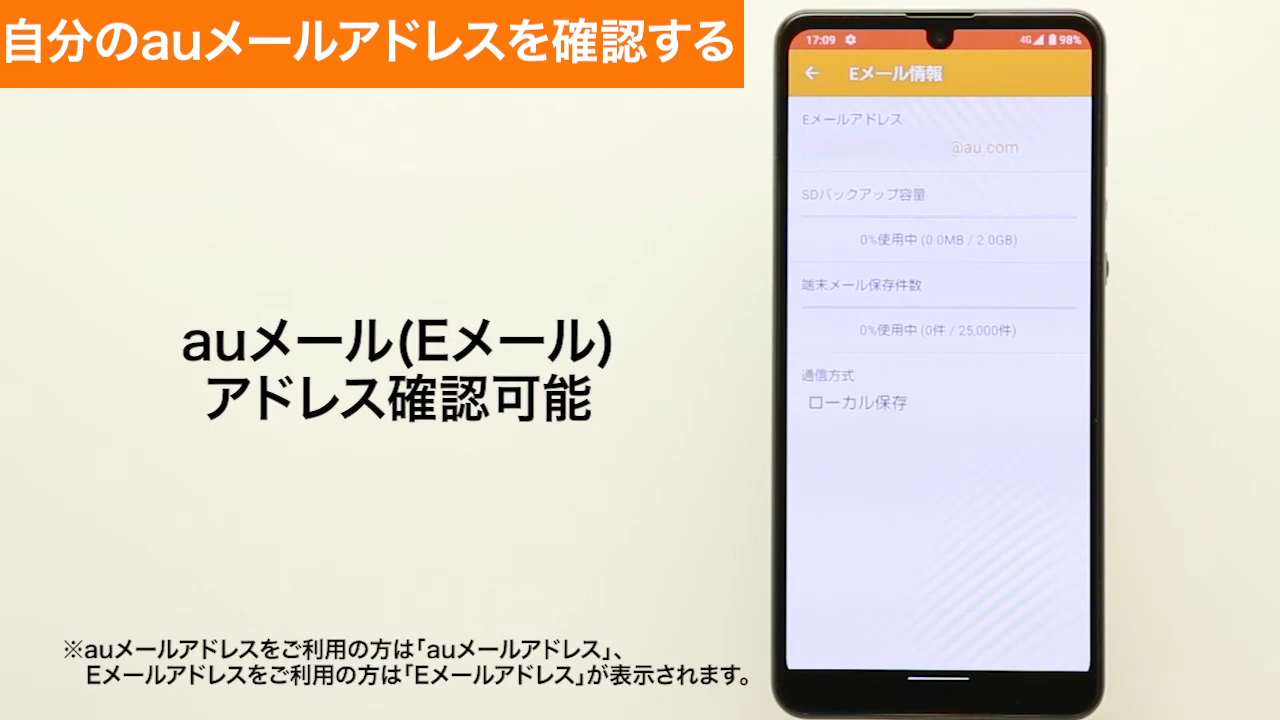 自分のauメールアドレスを確認する
17:09
4G 98%
Eメール情報
Eメールアドレス
@au.com
SDバックアップ容量
0%使用中 (0.0MB / 2.0GB)
端末メール保存件数
0%使用中 (0件 / 25,000件)
通信方式
ローカル保存
auメール(Eメール)
アドレス確認可能
※auメールアドレスをご利用の方は「auメールアドレス」、
Eメールアドレスをご利用の方は「Eメールアドレス」が表示されます。